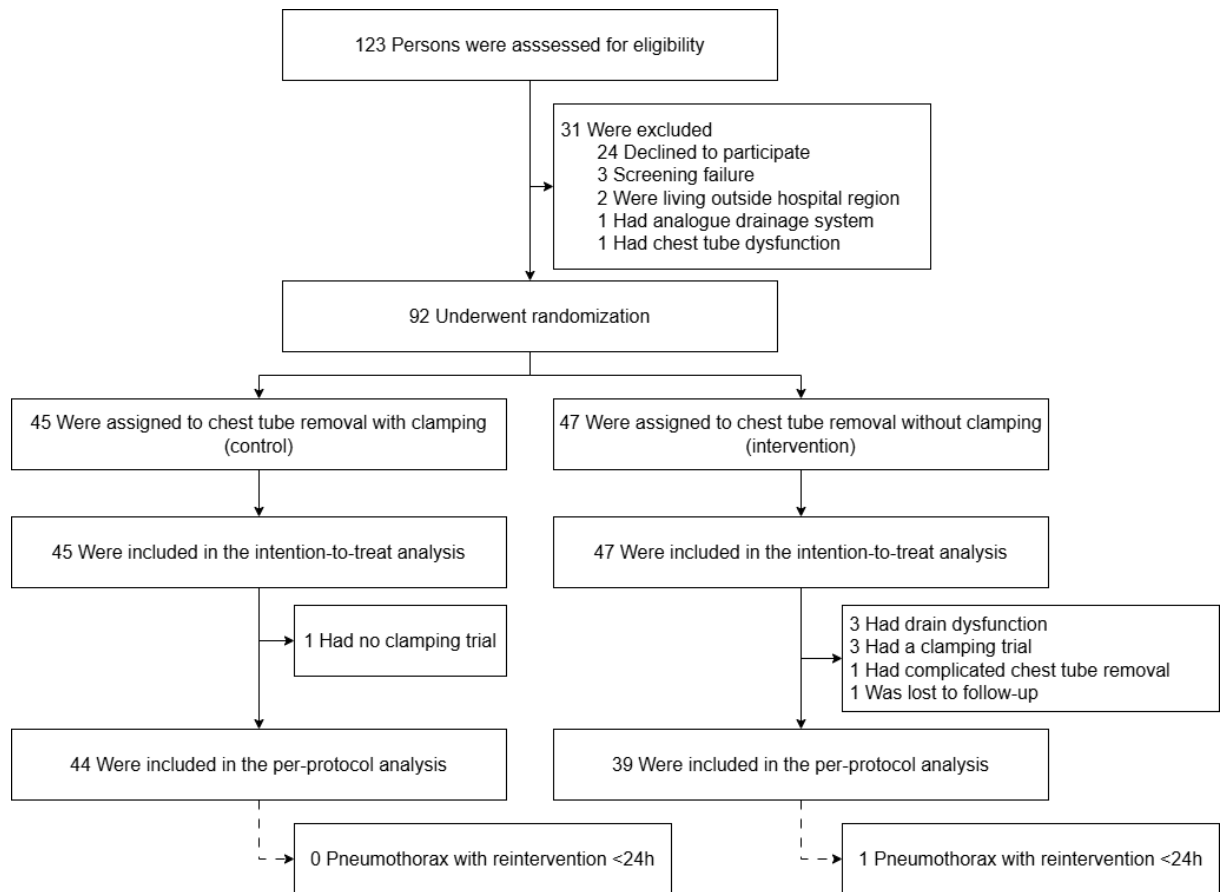 123 Persons were asssessed for eligibility
31 Were excluded
24 Declined to participate
3 Screening failure
2 Were living outside hospital region
1 Had analogue drainage system
1 Had chest tube dysfunction
92 Underwent randomization
45 Were assigned to chest tube removal with clamping
(control)
47 Were assigned to chest tube removal without clamping
(intervention)
45 Were included in the intention-to-treat analysis
47 Were included in the intention-to-treat analysis
1 Had no clamping trial
3 Had drain dysfunction
3 Had a clamping trial
1 Had complicated chest tube removal
1 Was lost to follow-up
44 Were included in the per-protocol analysis
39 Were included in the per-protocol analysis
0 Pneumothorax with reintervention <24h
1 Pneumothorax with reintervention <24h